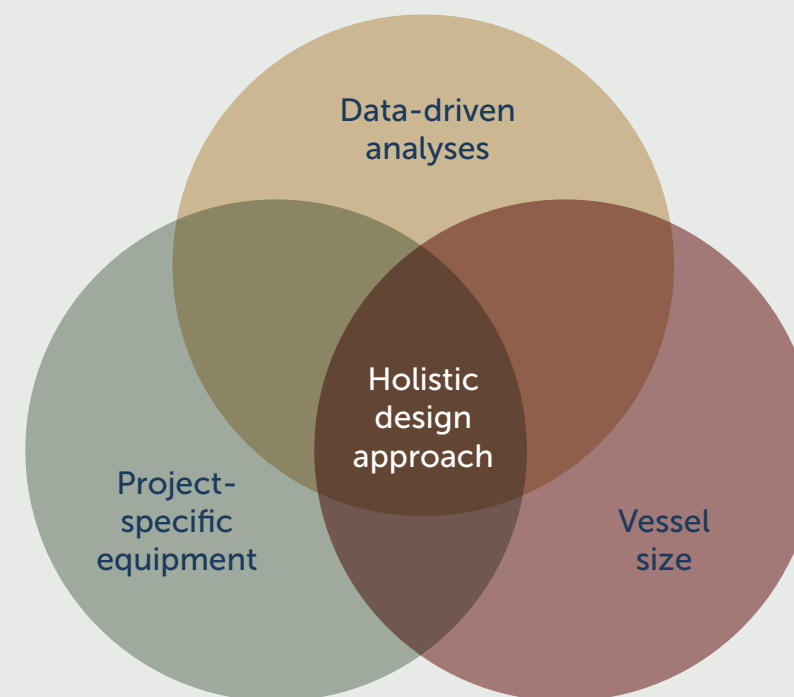 Data-driven
analyses
Holistic
design
approach
Project-
specific
equipment
Vessel
size